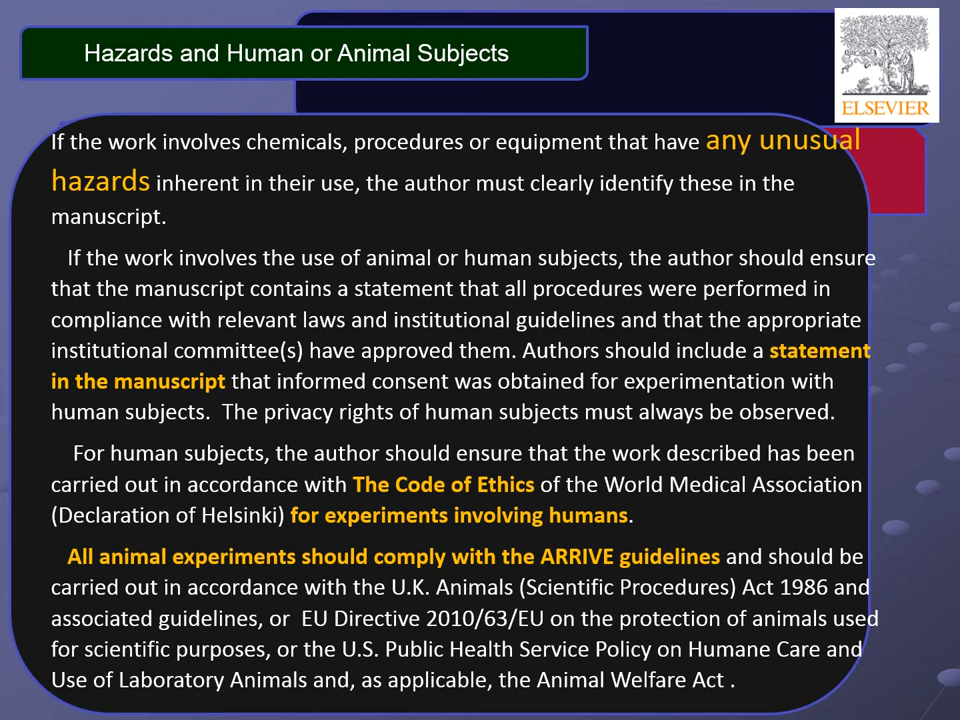 Hazards and Human or Animal Subjects
ELSEVIER
If the work involves chemicals, procedures or equipment that have any unusual
hazards inherent in their use, the author must clearly identify these in the
manuscript.
If the work involves the use of animal or human subjects, the author should ensure
that the manuscript contains a statement that all procedures were performed in
compliance with relevant laws and institutional guidelines and that the appropriate
institutional committee(s) have approved them. Authors should include a statement
in the manuscript that informed consent was obtained for experimentation with
human subjects.  The privacy rights of human subjects must always be observed.
For human subjects, the author should ensure that the work described has been
carried out in accordance with The Code of Ethics of the World Medical Association
(Declaration of Helsinki) for experiments involving humans.
All animal experiments should comply with the ARRIVE guidelines and should be
carried out in accordance with the U.K. Animals (Scientific Procedures) Act 1986 and
associated guidelines, or  EU Directive 2010/63/EU on the protection of animals used
for scientific purposes, or the U.S. Public Health Service Policy on Humane Care and
Use of Laboratory Animals and, as applicable, the Animal Welfare Act .